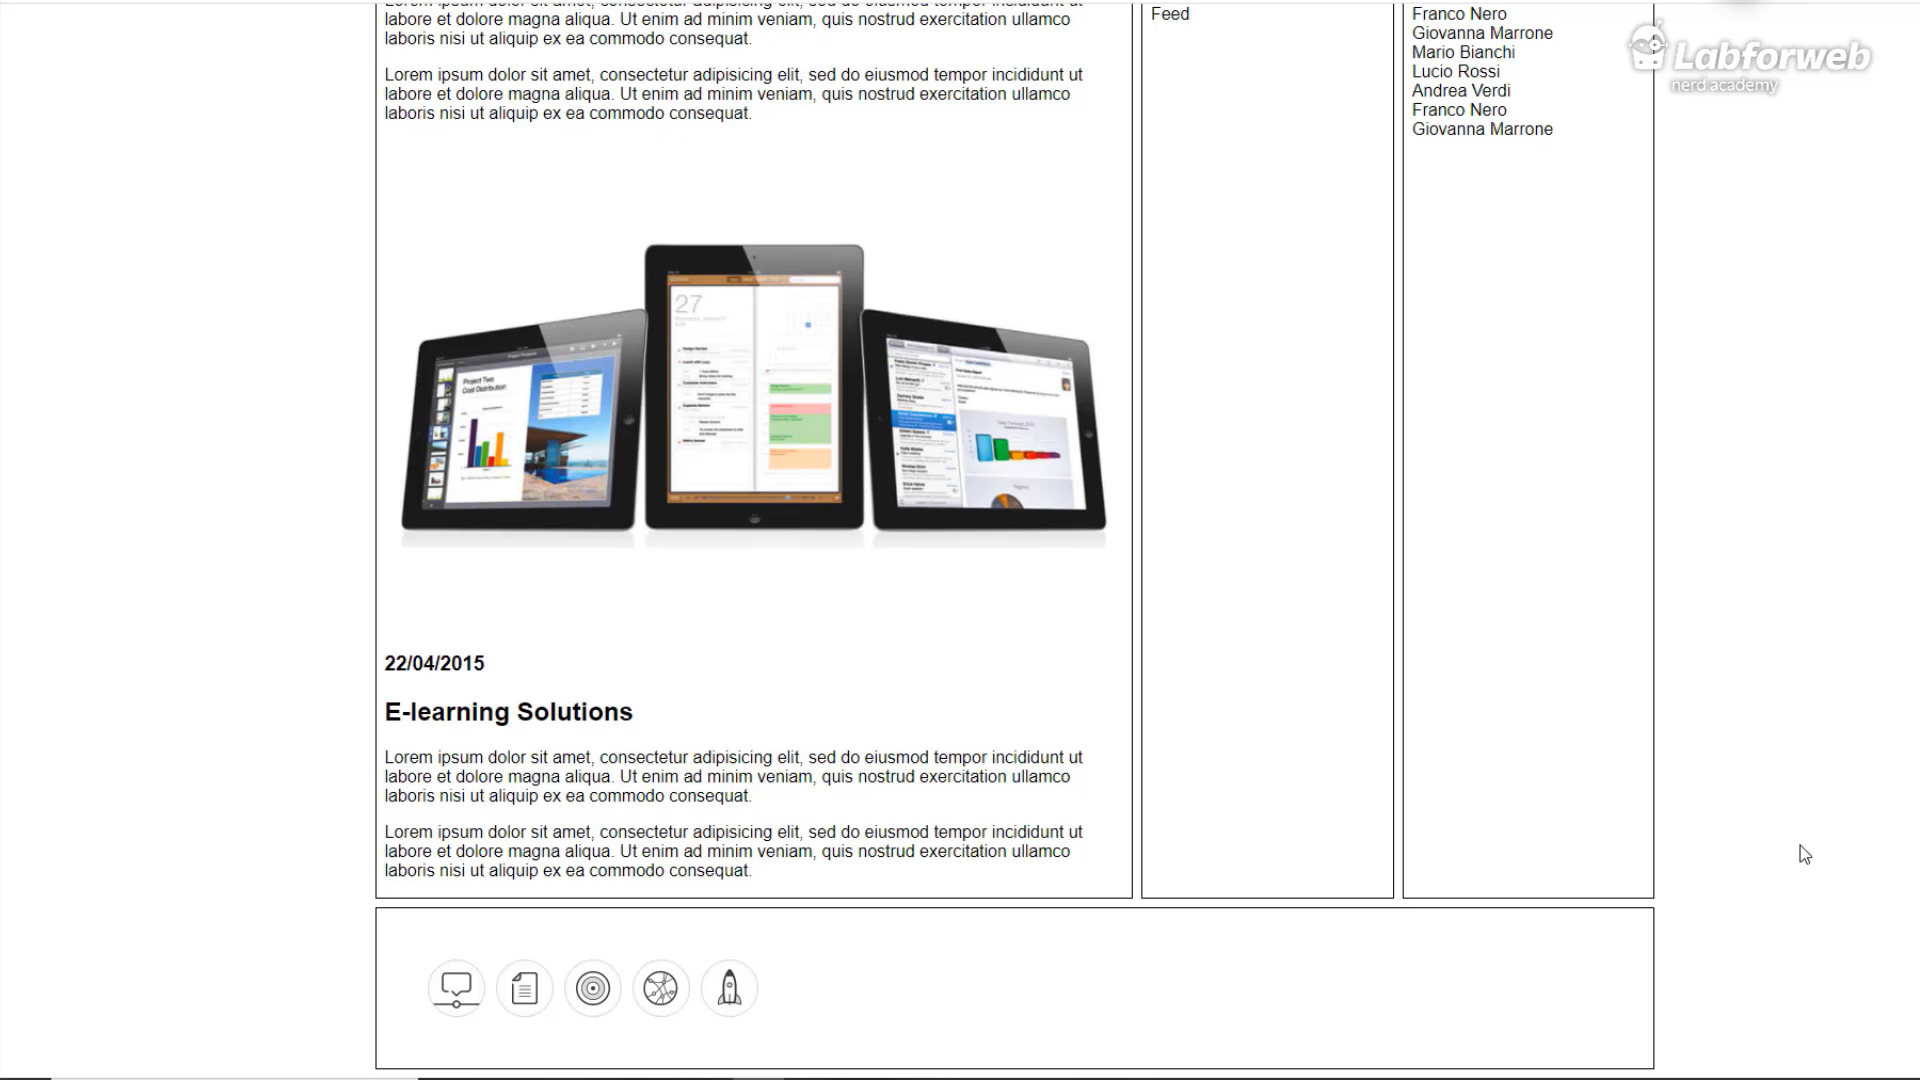 labore et dolore magna aliqua. Ut enim ad minim veniam, quis nostrud exercitation ullamco
laboris nisi ut aliquip ex ea commodo consequat.
Lorem ipsum dolor sit amet, consectetur adipisicing elit, sed do eiusmod tempor incididunt ut
labore et dolore magna aliqua. Ut enim ad minim veniam, quis nostrud exercitation ullamco
laboris nisi ut aliquip ex ea commodo consequat.
27
Project Two
Cost Distribution
22/04/2015
E-learning Solutions
Lorem ipsum dolor sit amet, consectetur adipisicing elit, sed do eiusmod tempor incididunt ut
labore et dolore magna aliqua. Ut enim ad minim veniam, quis nostrud exercitation ullamco
laboris nisi ut aliquip ex ea commodo consequat.
Lorem ipsum dolor sit amet, consectetur adipisicing elit, sed do eiusmod tempor incididunt ut
labore et dolore magna aliqua. Ut enim ad minim veniam, quis nostrud exercitation ullamco
laboris nisi ut aliquip ex ea commodo consequat.
Feed
Franco Nero
Giovanna Marrone
Mario Bianchi
Lucio Rossi
Andrea Verdi
Franco Nero
Giovanna Marrone
Labforweb
nerd academy